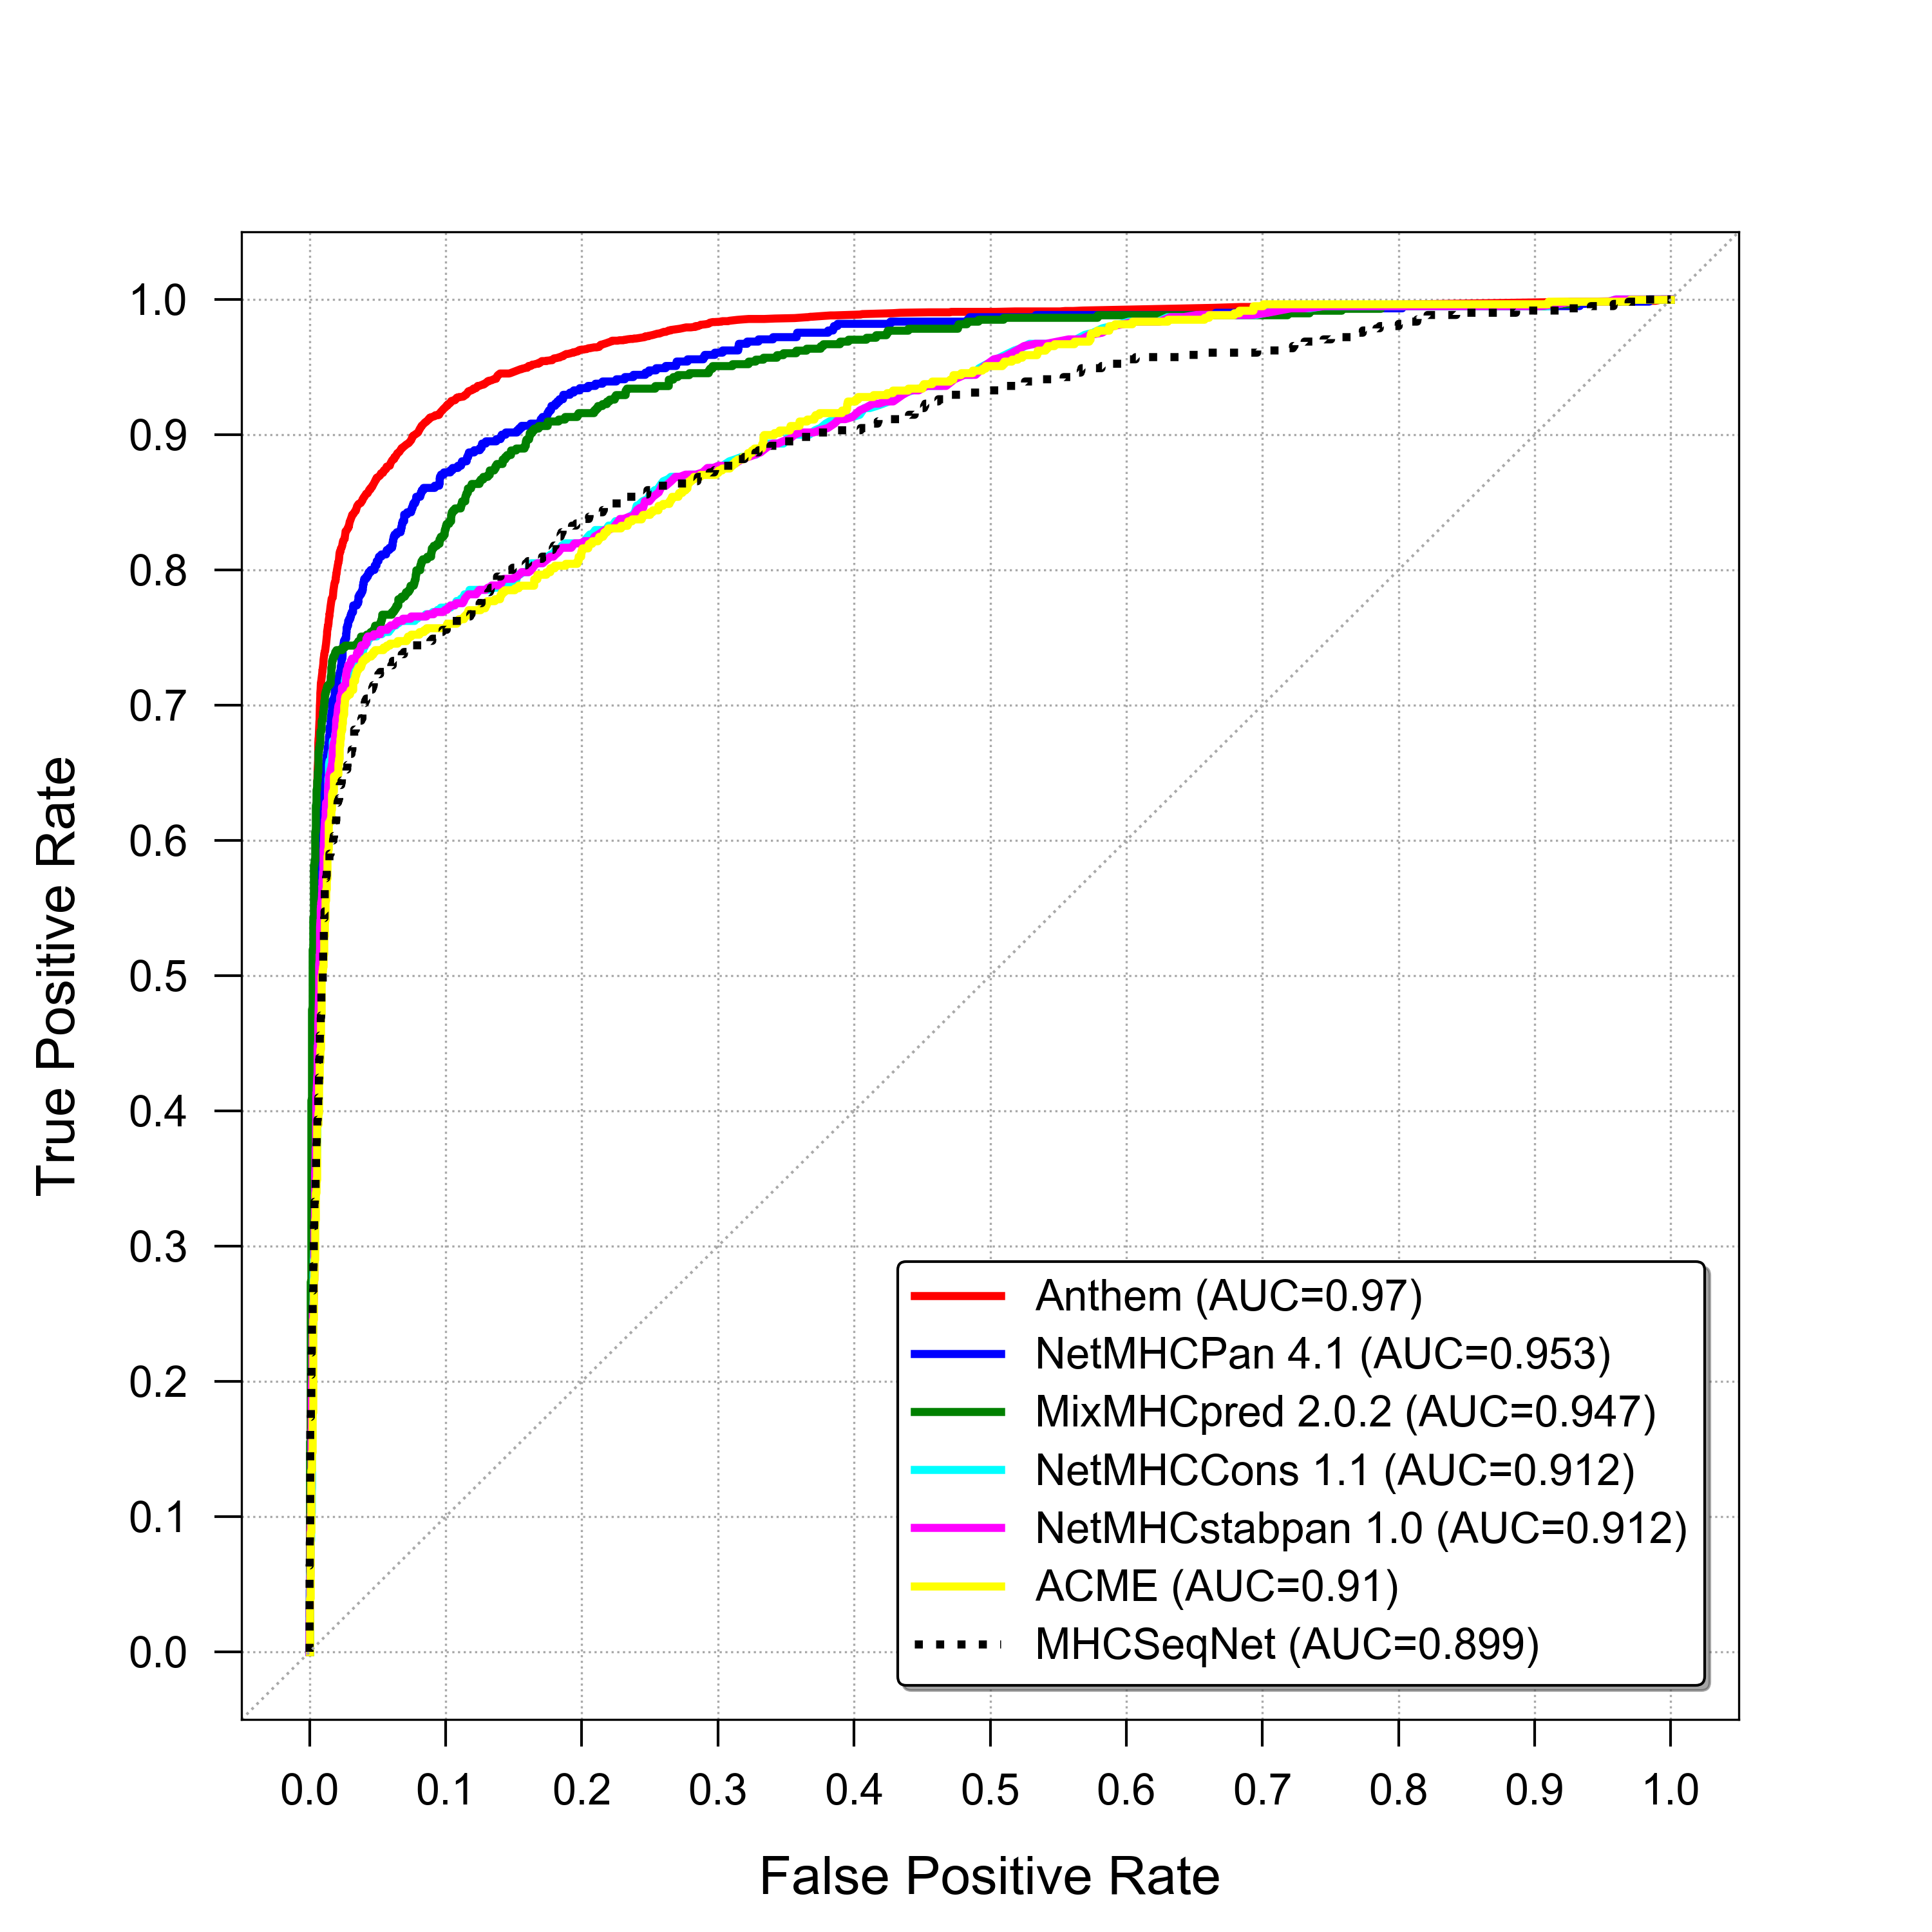 1.0
0.9
0.8
0.7
0.6
0.5
0.4
0.3
0.2
0.1
0.0
True Positive Rate
Anthem (AUC=0.97)
NetMHCPan 4.1 (AUC=0.953)
MixMHCpred 2.0.2 (AUC=0.947)
NetMHCCons 1.1 (AUC=0.912)
NetMHCstabpan 1.0 (AUC=0.912)
ACME (AUC=0.91)
MHCSeqNet (AUC=0.899)
0.0 0.1 0.2 0.3 0.4 0.5 0.6 0.7 0.8 0.9 1.0
False Positive Rate